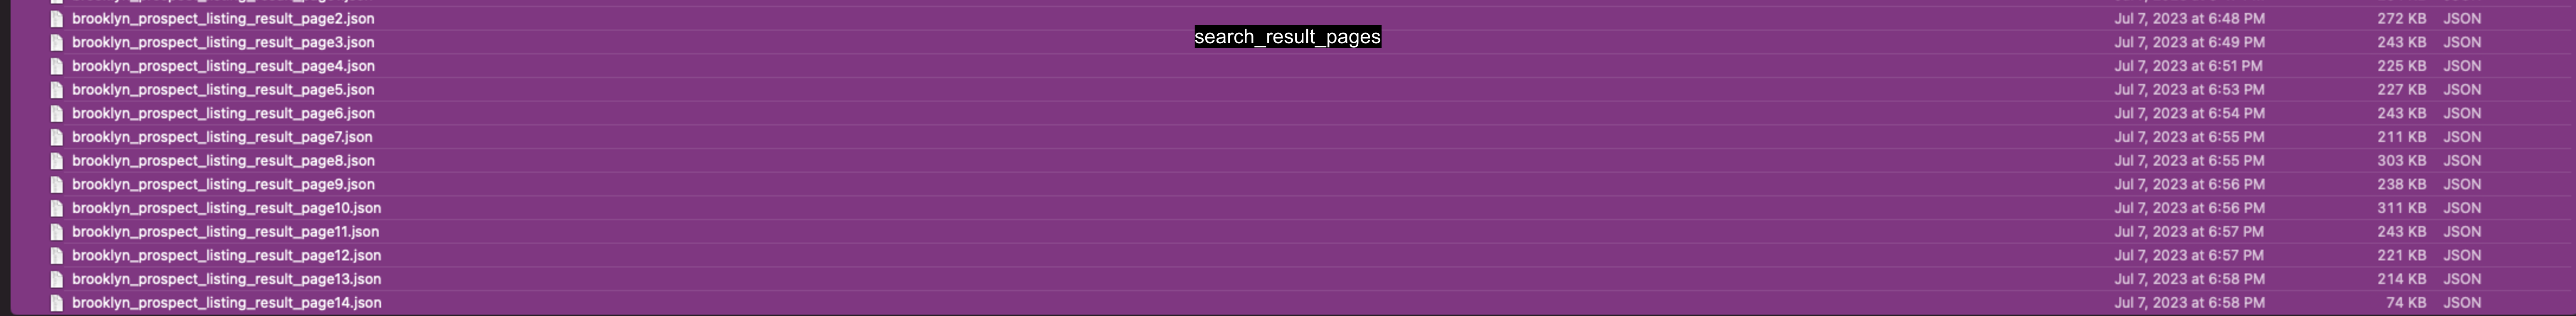 brooklyn_prospect_listing_result_page2.json Jul 7, 2023 at 6:48 PM 272 KB JSON
search_result_pages
brooklyn_prospect_listing_result_page3.json Jul 7, 2023 at 6:49 PM 243 KB JSON
brooklyn_prospect_listing_result_page4.json Jul 7, 2023 at 6:51 PM 225 KB JSON
brooklyn_prospect_listing_result_page5.json Jul 7, 2023 at 6:53 PM 227 KB JSON
brooklyn_prospect_listing_result_page6.json Jul 7, 2023 at 6:54 PM 243 KB JSON
brooklyn_prospect_listing_result_page7.json Jul 7, 2023 at 6:55 PM 211 KB JSON
brooklyn_prospect_listing_result_page8.json Jul 7, 2023 at 6:55 PM 303 KB JSON
brooklyn_prospect_listing_result_page9.json Jul 7, 2023 at 6:56 PM 238 KB JSON
brooklyn_prospect_listing_result_page10.json Jul 7, 2023 at 6:56 PM 311 KB JSON
brooklyn_prospect_listing_result_page11.json Jul 7, 2023 at 6:57 PM 243 KB JSON
brooklyn_prospect_listing_result_page12.json Jul 7, 2023 at 6:57 PM 221 KB JSON
brooklyn_prospect_listing_result_page13.json Jul 7, 2023 at 6:58 PM 214 KB JSON
brooklyn_prospect_listing_result_page14.json Jul 7, 2023 at 6:58 PM 74 KB JSON